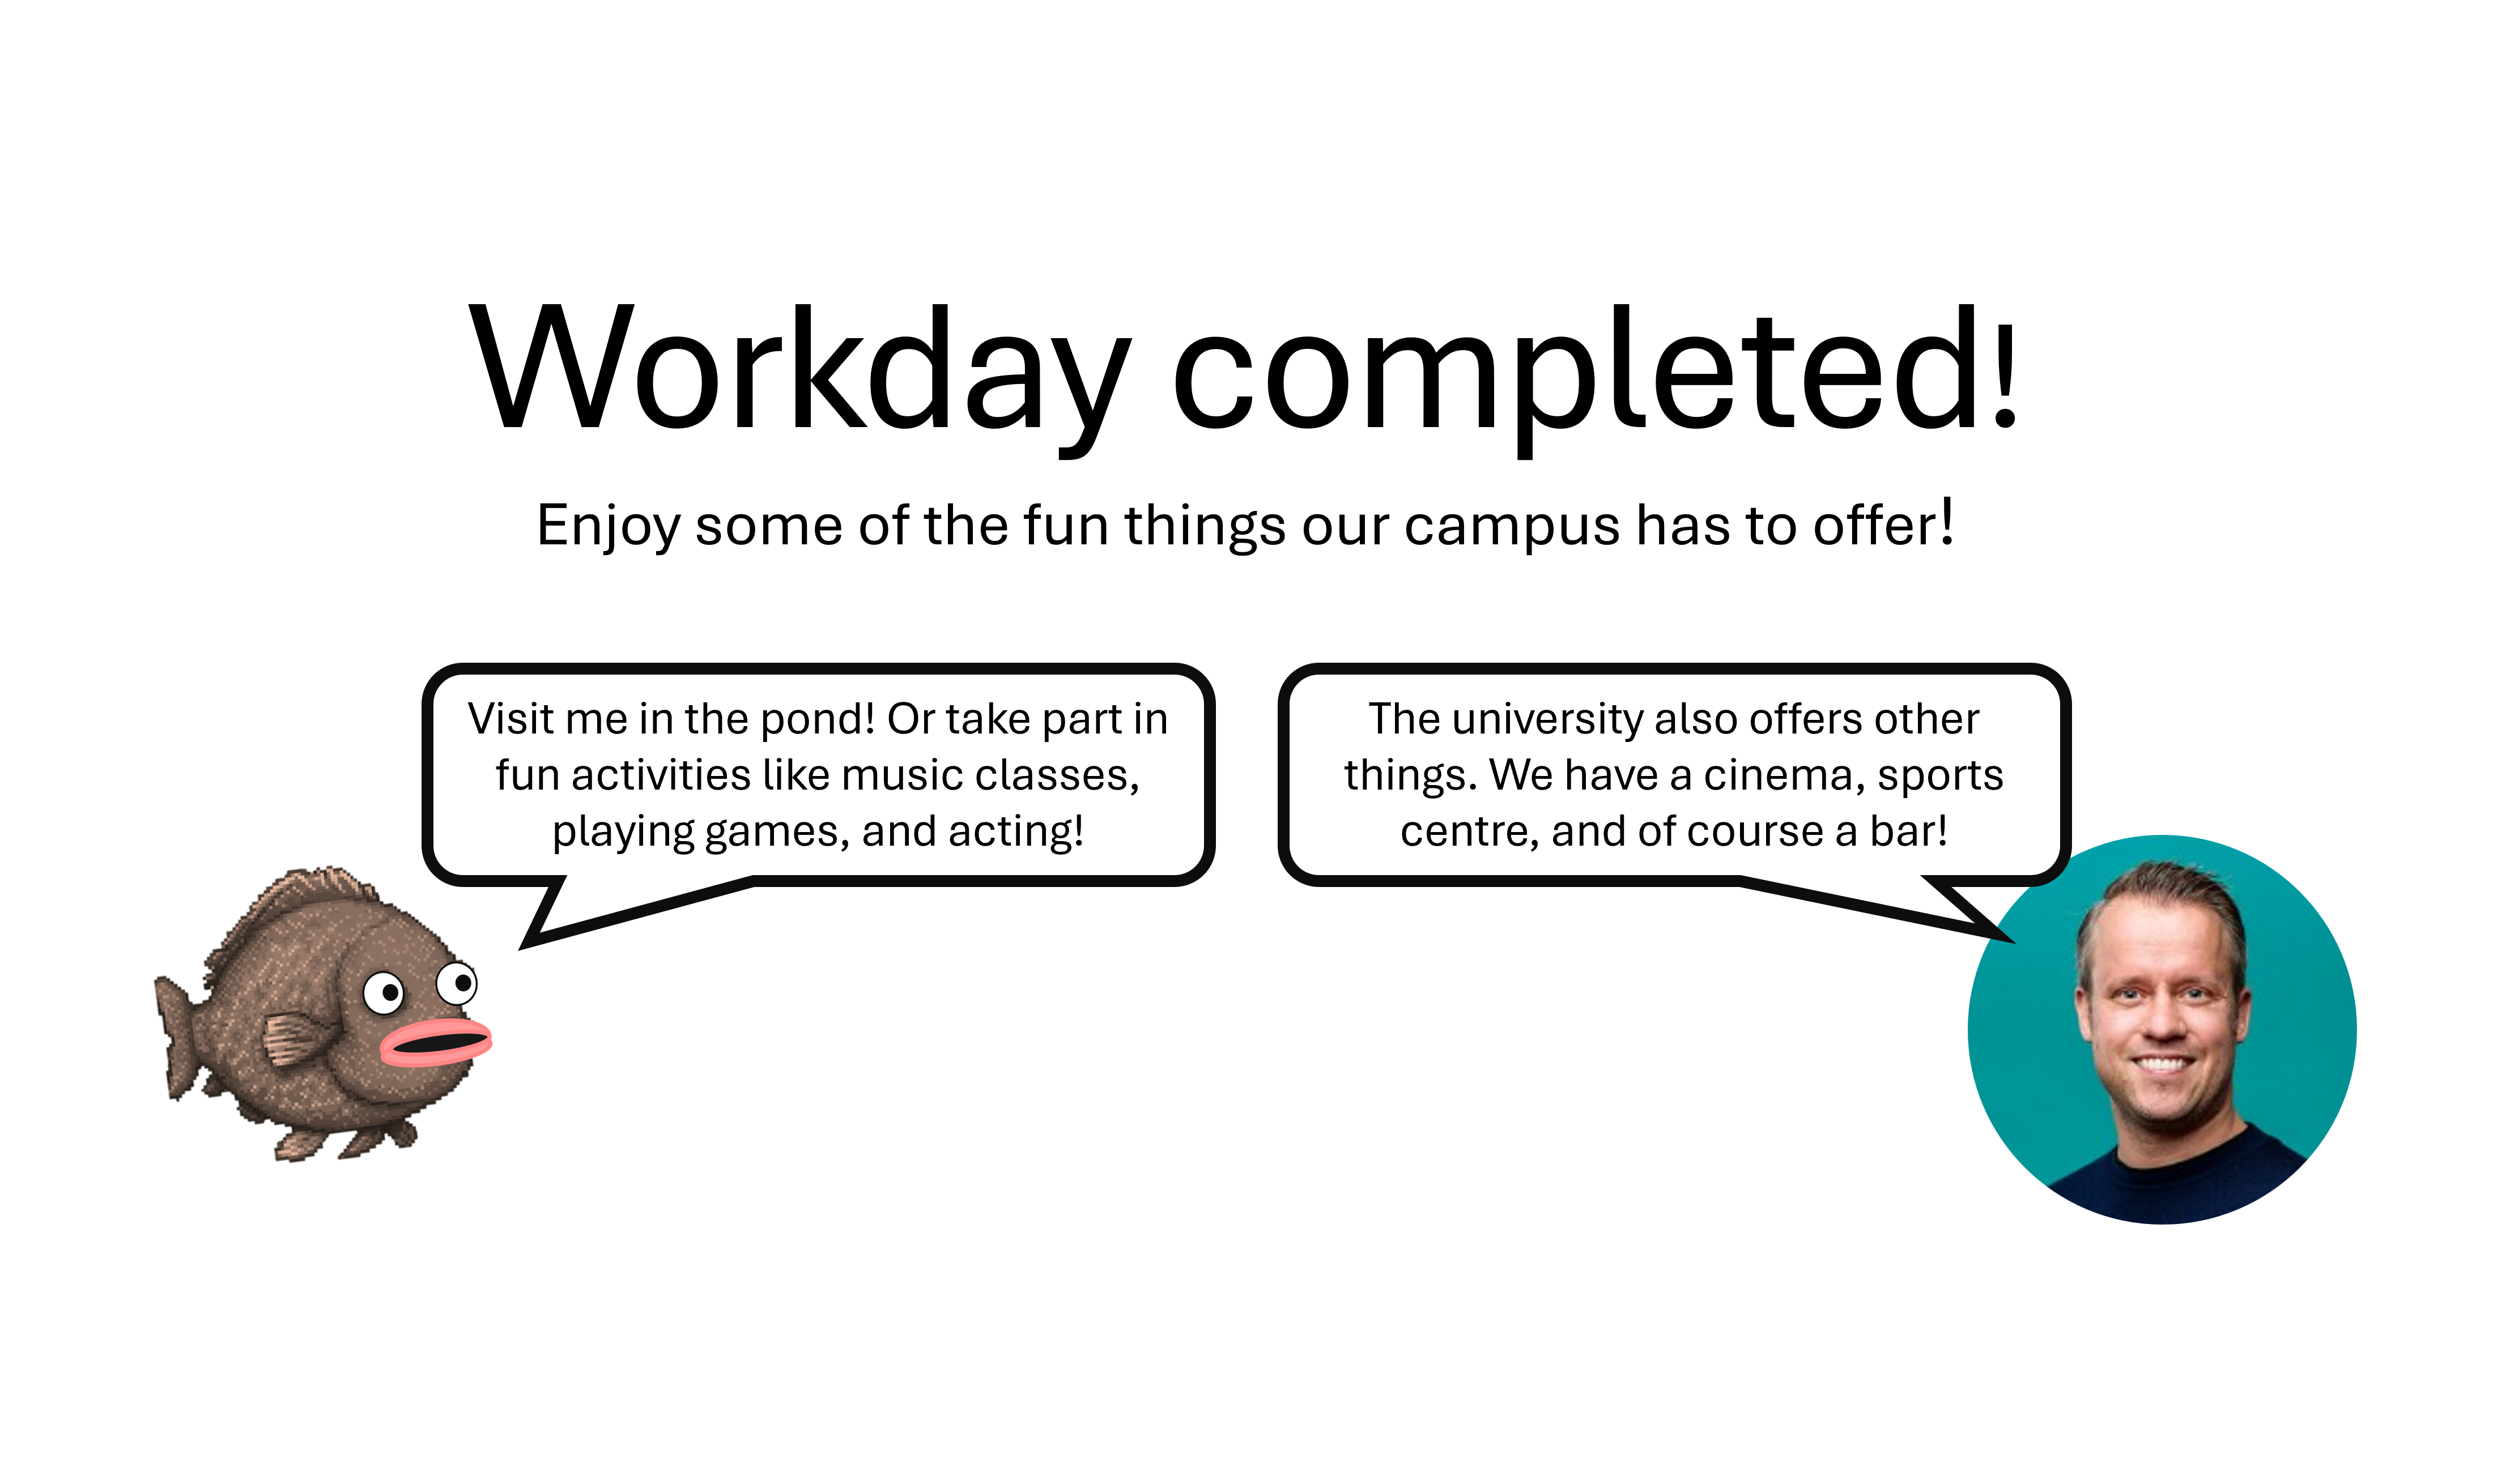 Workday completed!
Enjoy some of the fun things our campus has to offer!
Visit me in the pond! Or take part in
fun activities like music classes,
playing games, and acting!
The university also offers other
things. We have a cinema, sports
centre, and of course a bar!